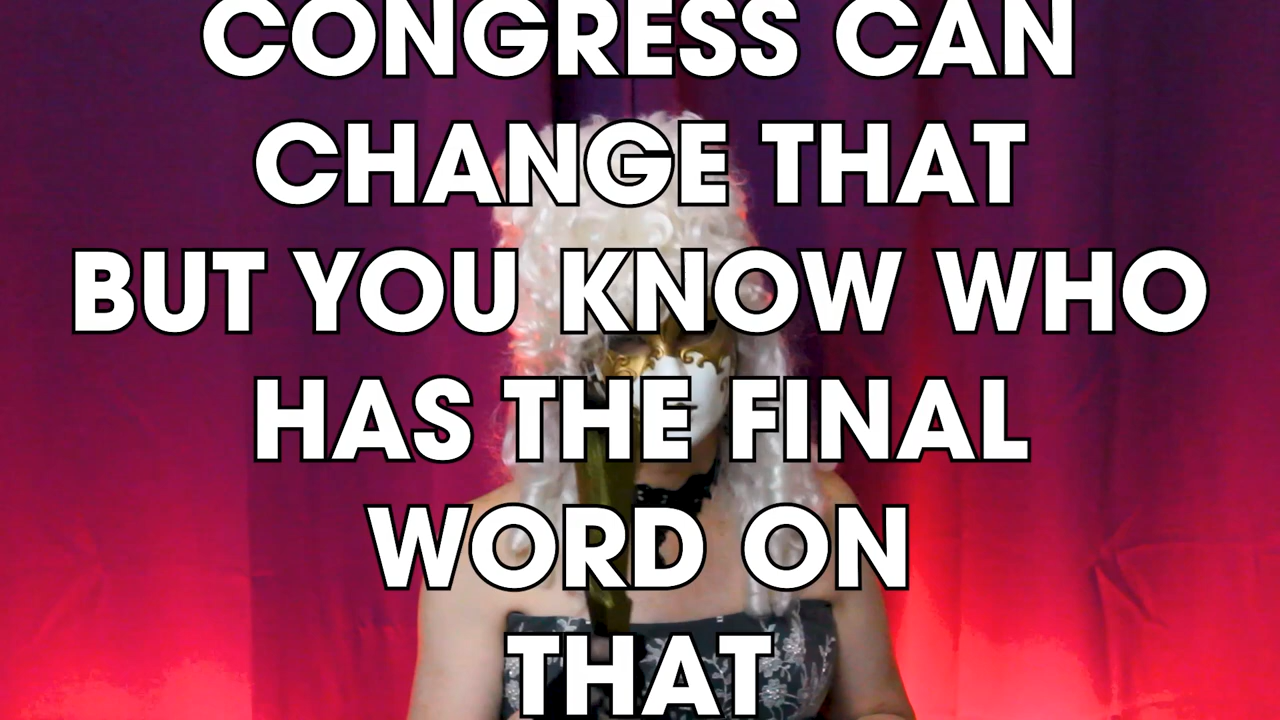 CONGRESS CAN
CHANGE THAT
BUT YOU KNOW WHO
HAS THE FINAL
WORD ON
THAT